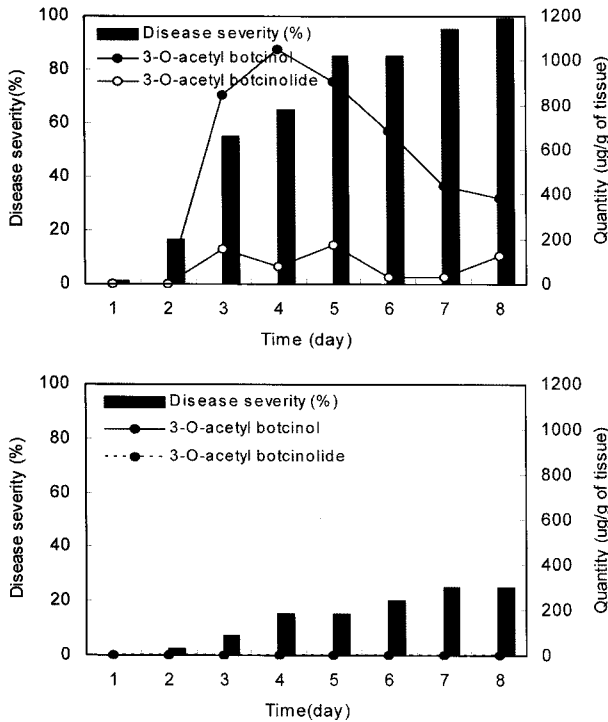 100
80
60
40
20
0
Disease severity(%)
Disease severity (%)
3-O-acetyl botcinol
3-O-acetyl botcinolide
1200
1000
800
600
400
200
0
Quantity (ug/g of tissue)
1 2 3 4 5 6 7 8
Time (day)
100
80
60
40
20
0
Disease severity (%)
Disease severity (%)
3-O-acetyl botcinol
3-O-acetyl botcinolide
1200
1000
800
600
400
200
0
Quantity (ug/g of tissue)
1 2 3 4 5 6 7 8
Time(day)